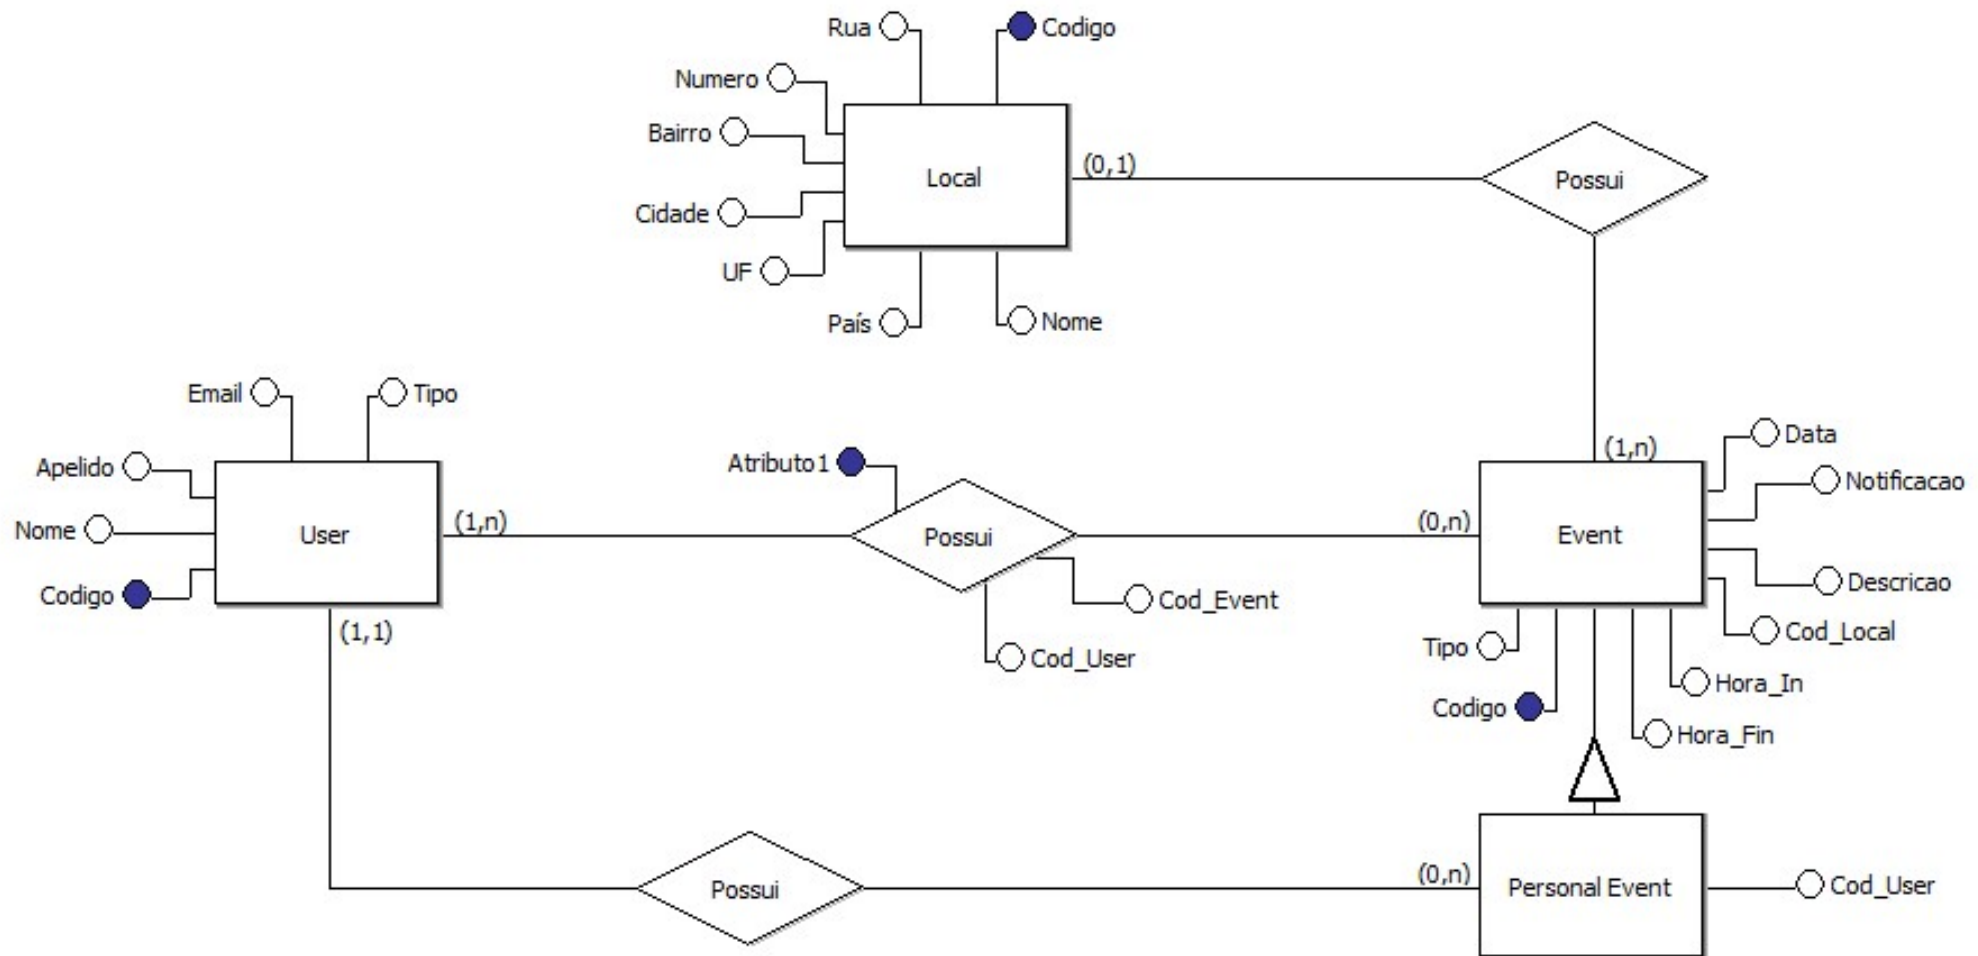 Rua
Codigo
Numero
Bairro
Local
(0,1)
Possui
Cidade
UF
País
Nome
Email
Tipo
Apelido
Nome
User
Codigo
(1,n)
(1,1)
Atributo1
Possui
Cod_Event
Cod_User
(0,n)
(1,n)
Event
Data
Notificacao
Descricao
Cod_Local
Tipo
Hora_In
Codigo
Hora_Fin
Possui
(0,n)
Personal Event
Cod_User